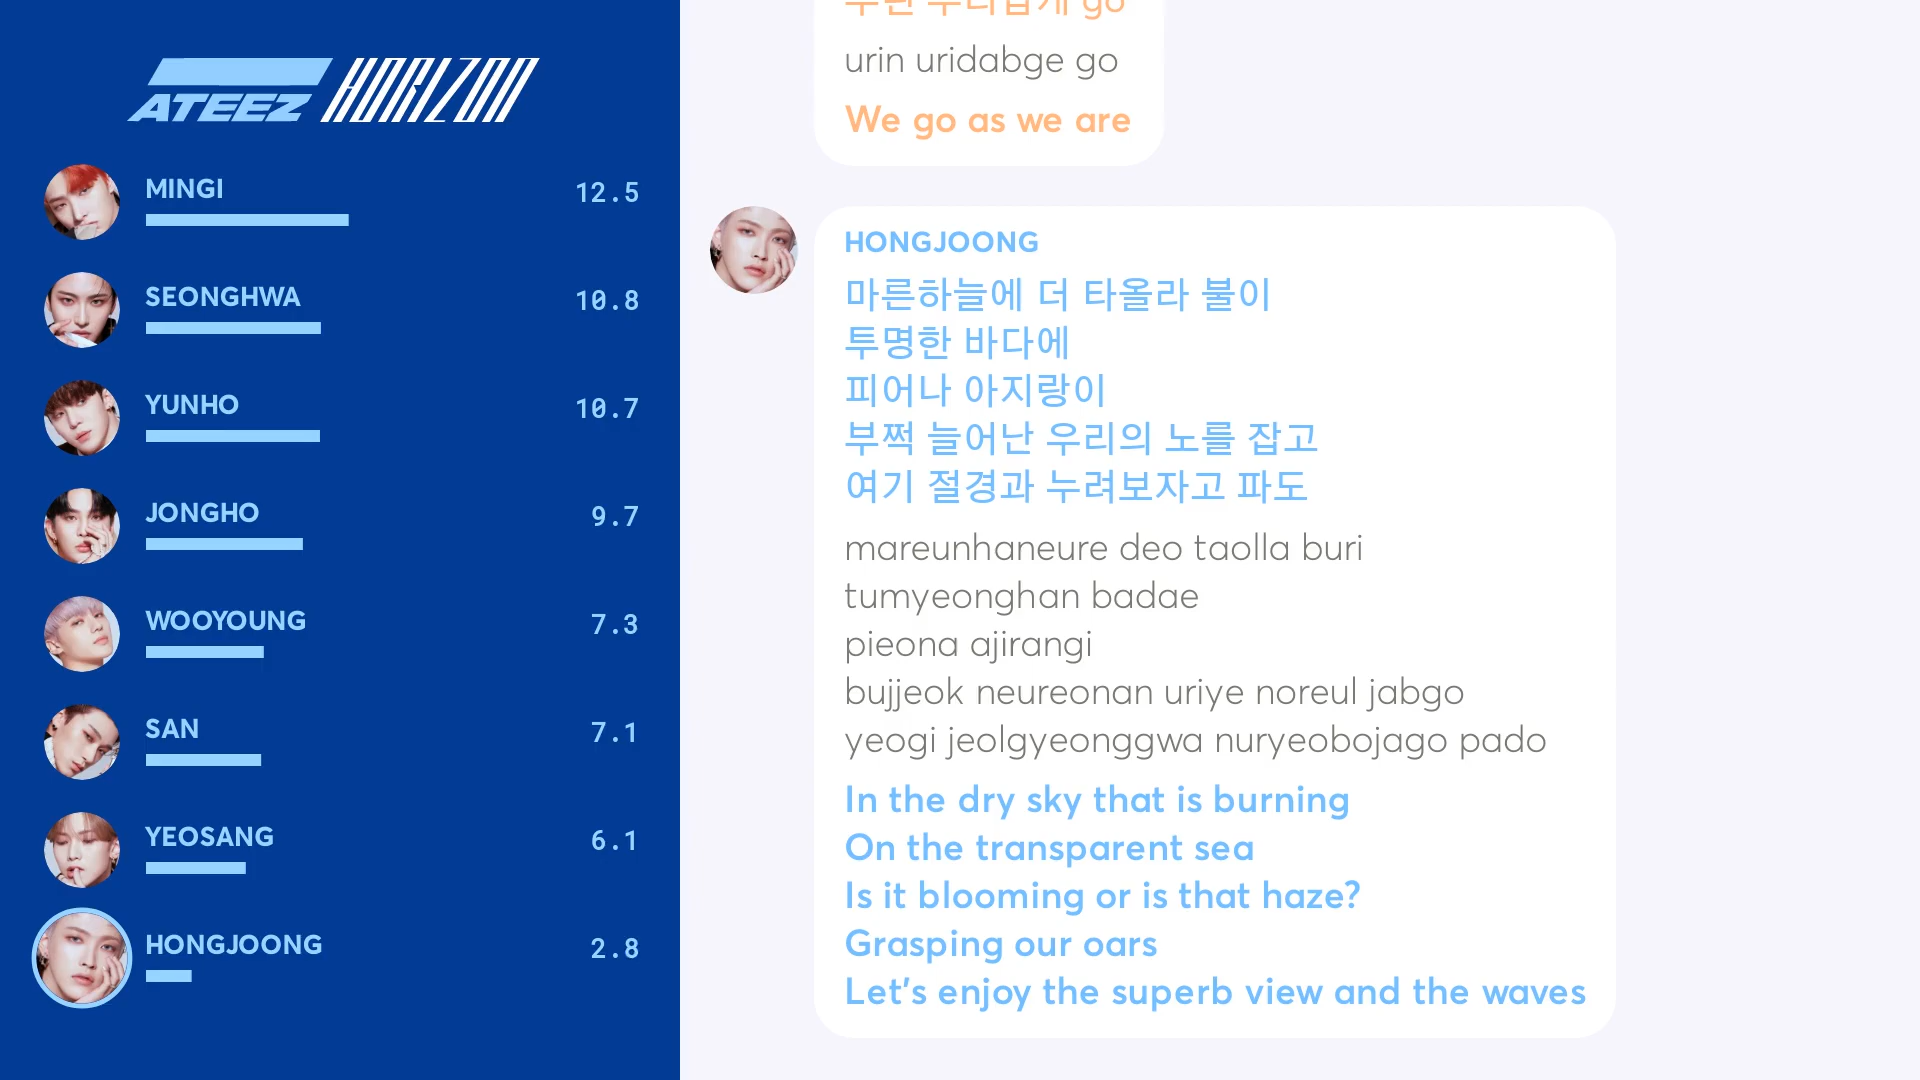 ATEEZ HORIZON
MINGI 12.5
SEONGHWA 10.8
YUNHO 10.7
JONGHO 9.7
WOOYOUNG 7.3
SAN 7.1
YEOSANG 6.1
HONGJOONG 2.8
go
urin uridabge go
We go as we are
HONGJOONG
마른하늘에 더 타올라 불이
투명한 바다에
피어나 아지랑이
부쩍 늘어난 우리의 노를 잡고
여기 절경과 누려보자고 파도
mareunhaneure deo taolla buri
tumyeonghan badae
pieona ajirangi
bujjeok neureonan uriye noreul jabgo
yeogi jeolgyeonggwa nuryeobojago pado
In the dry sky that is burning
On the transparent sea
Is it blooming or is that haze?
Grasping our oars
Let's enjoy the superb view and the waves